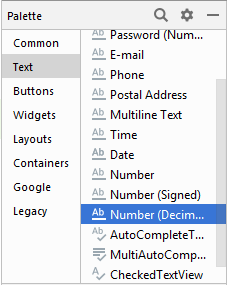 Palette
Common
Text
Buttons
Widgets
Layouts
Containers
Google
Legacy
Ab Password (Num...
Ab E-mail
Ab Phone
Ab Postal Address
Ab Multiline Text
Ab Time
Ab Date
Ab Number
Ab Number (Signed)
Ab Number (Decim...
AutoCompleteT...
MultiAutoComp...
A CheckedTextView